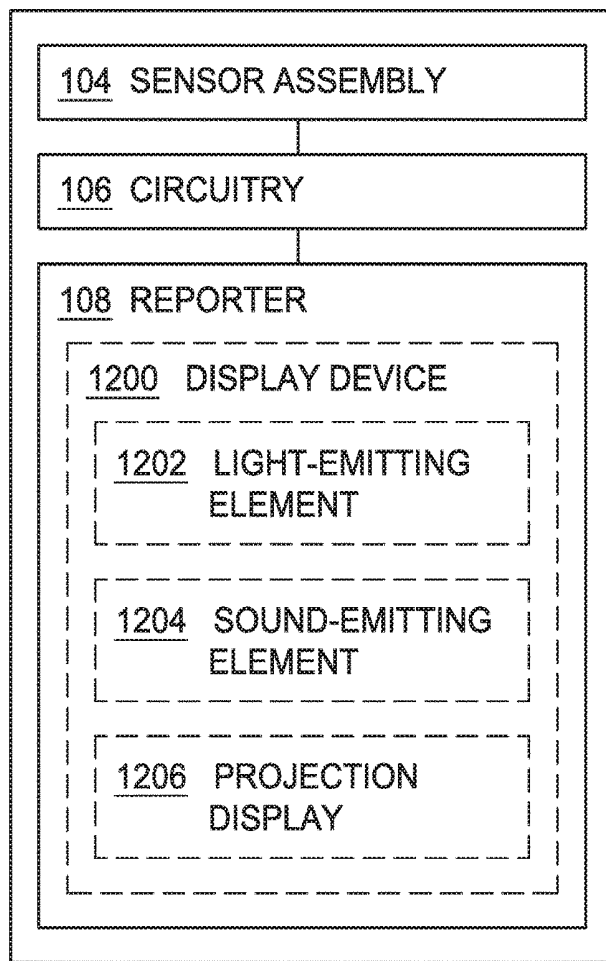 104 SENSOR ASSEMBLY
106 CIRCUITRY
108 REPORTER
1200 DISPLAY DEVICE
1202 LIGHT-EMITTING
ELEMENT
1204 SOUND-EMITTING
ELEMENT
1206 PROJECTION
DISPLAY